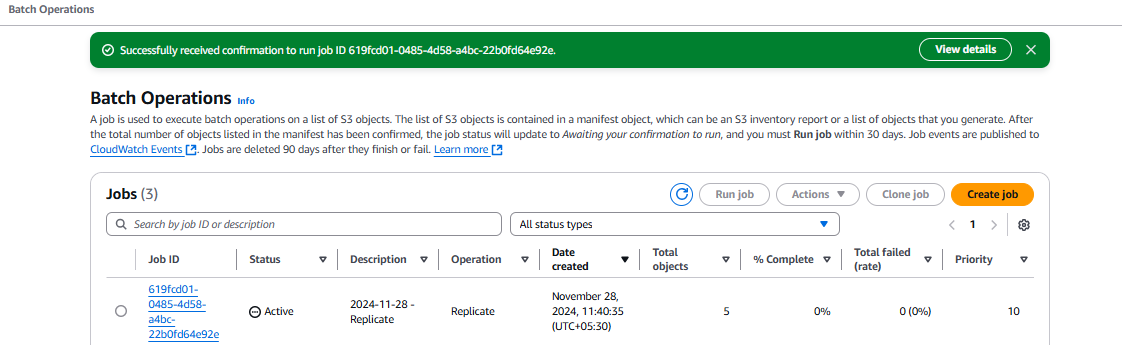 Batch Operations
Successfully received confirmation to run job ID 619fcd01-0485-4d58-a4bc-22b0fd64e92e.
View details
Batch Operations Info
A job is used to execute batch operations on a list of S3 objects. The list of S3 objects is contained in a manifest object, which can be an S3 inventory report or a list of objects that you generate. After
the total number of objects listed in the manifest has been confirmed, the job status will update to Awaiting your confirmation to run, and you must Run job within 30 days. Job events are published to
CloudWatch Events. Jobs are deleted 90 days after they finish or fail. Learn more
Jobs (3)
Run job
Actions
Clone job
Create job
Search by job ID or description
All status types
1
Job ID
Status
Description
Operation
Date
created
Total
objects
% Complete
Total failed
(rate)
Priority
619fcd01-
0485-4d58-
a4bc-
22b0fd64e92e
Active
2024-11-28 -
Replicate
Replicate
November 28,
2024, 11:40:35
(UTC+05:30)
5
0%
0 (0%)
10